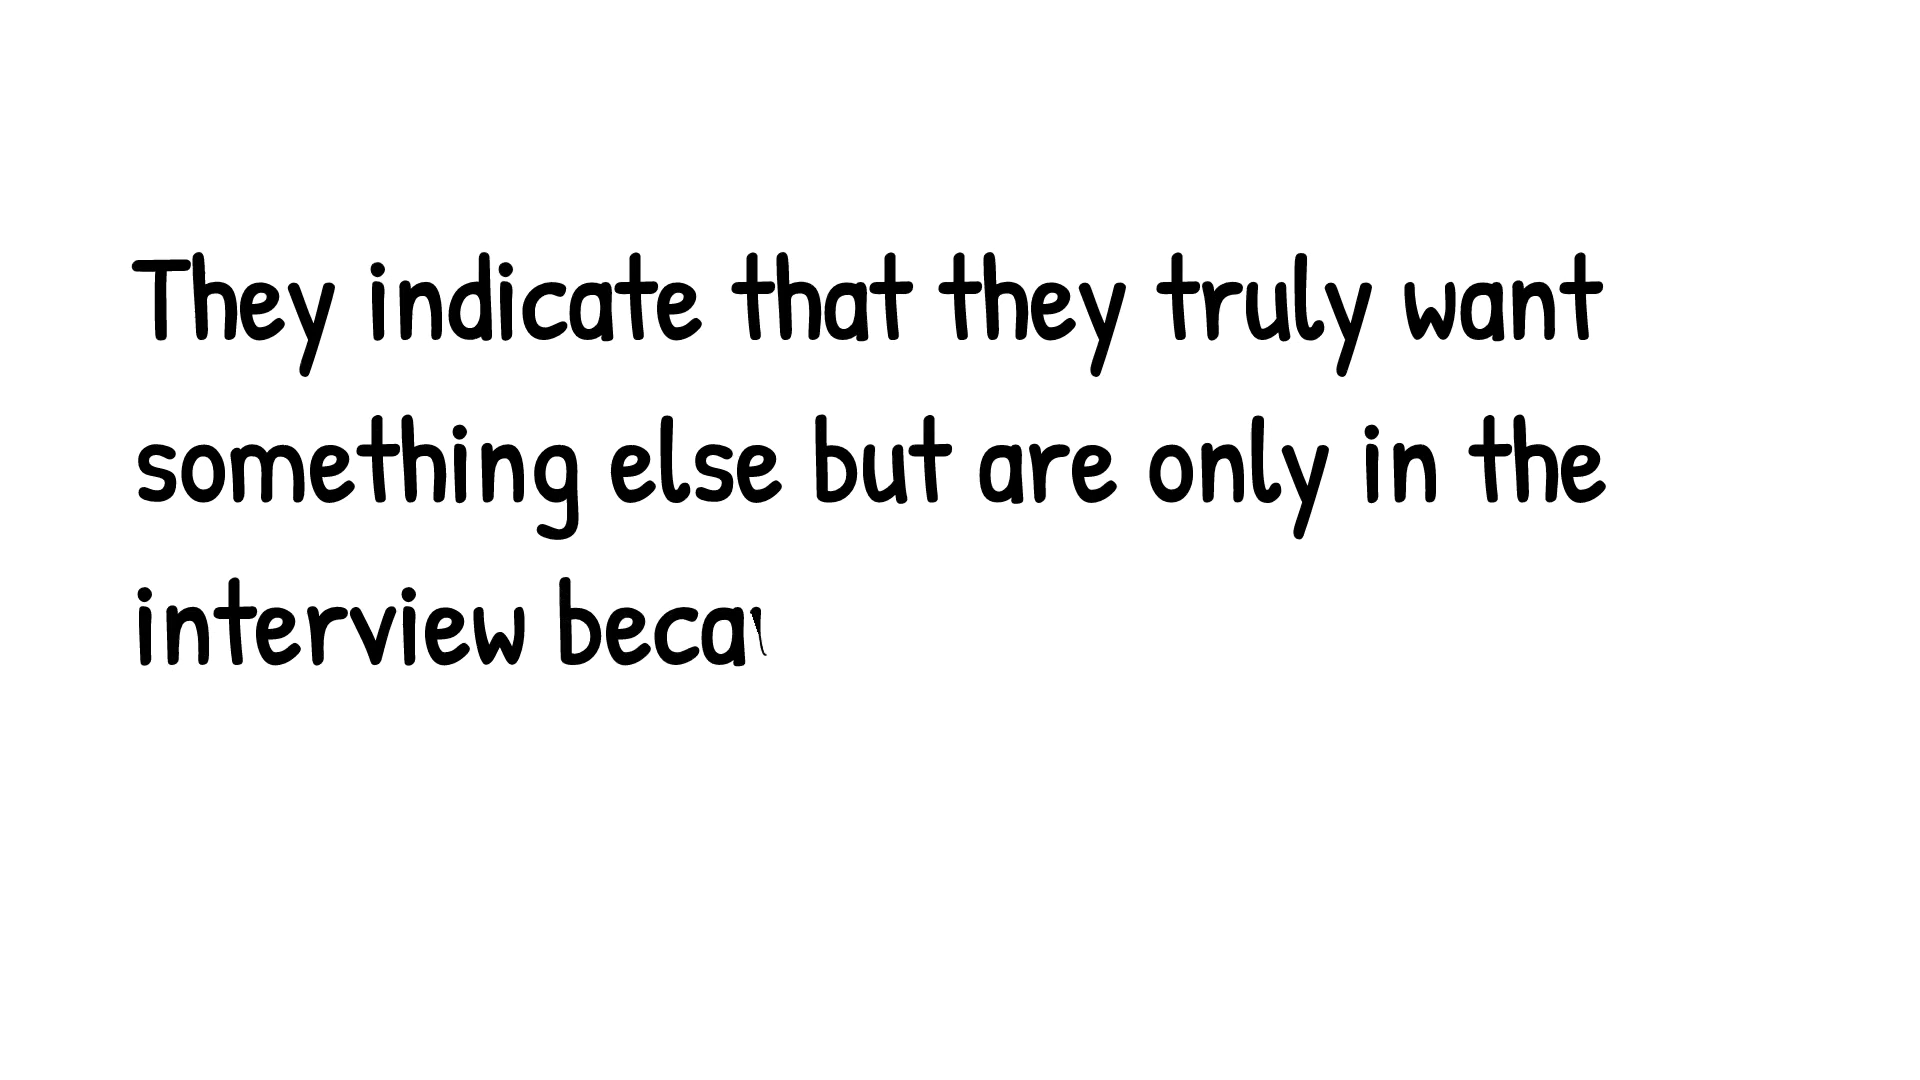 They indicate that they truly want
something else but are only in the
interview beca